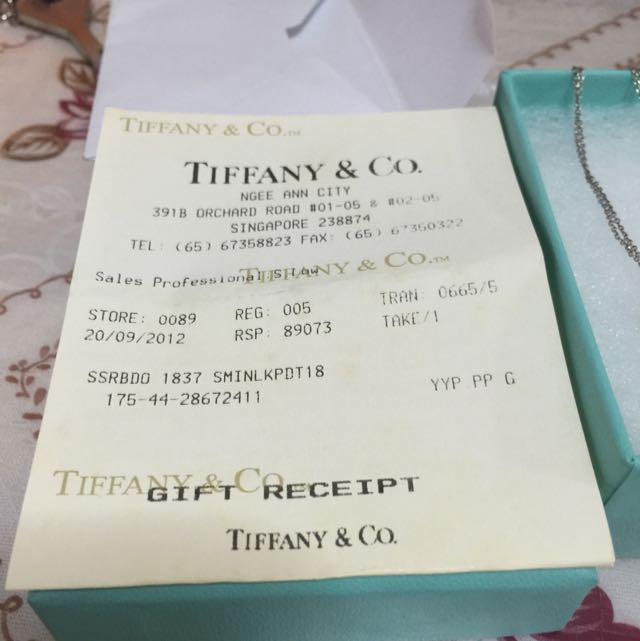 TIFFANY & CO.™
TIFFANY & CO.
NGEE ANN CITY
391B ORCHARD ROAD #01-05 & #02-05
SINGAPORE 238874
TEL: (65) 67358823 FAX: (65) 67350322
TIFFANY & CO.™
Sales Professional S Law
STORE: 0089 REG: 005 TRAN: 0665/5
20/09/2012 RSP: 89073 TAKE/1
SSRBDO 1837 SMINLKPDT18
175-44-28672411 YYP PP G
TIFFANY & CO.
GIFT RECEIPT
TIFFANY & CO.